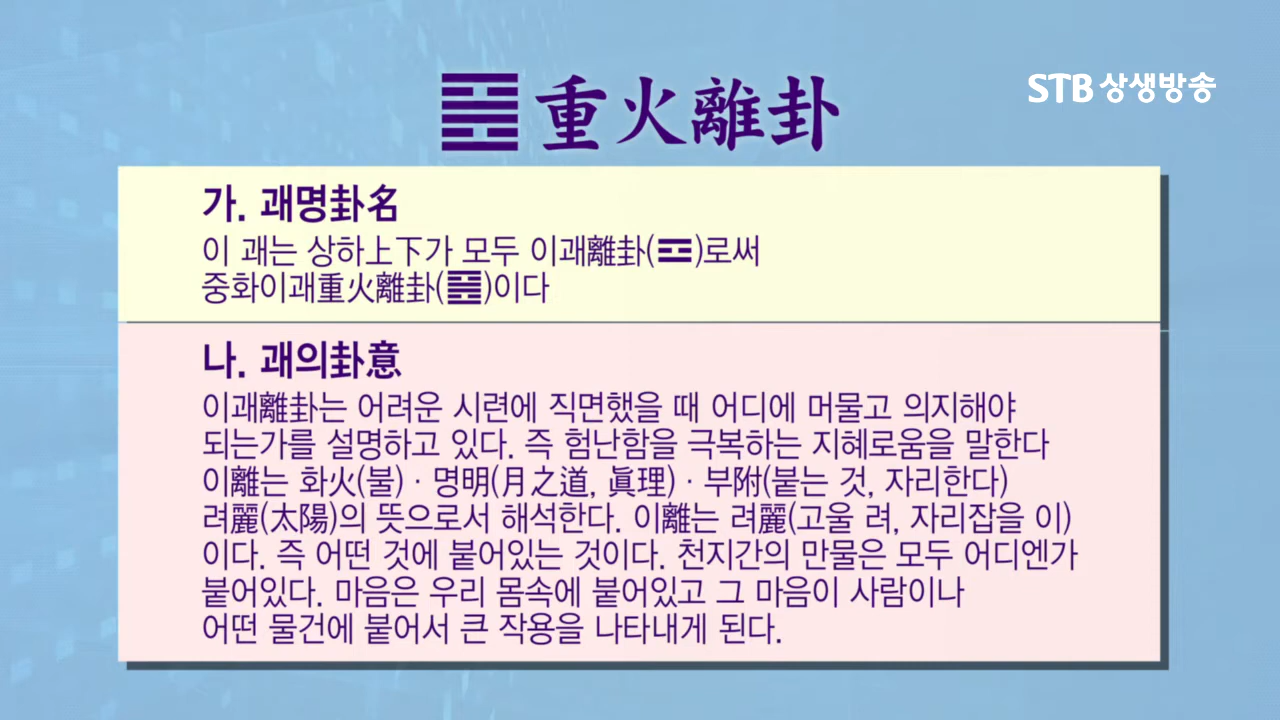 ䷝ 重火離卦
STB 상생방송
가. 괘명卦名
이 괘는 상하上下가 모두 이괘離卦(☲)로써
중화이괘重火離卦(䷝)이다
나. 괘의卦意
이괘離卦는 어려운 시련에 직면했을 때 어디에 머물고 의지해야
되는가를 설명하고 있다. 즉 험난함을 극복하는 지혜로움을 말한다
이離는 화火(불)·명明(月之道, 眞理)·부附(붙는 것, 자리한다)
려麗(太陽)의 뜻으로서 해석한다. 이離는 려麗(고울 려, 자리잡을 이)
이다. 즉 어떤 것에 붙어있는 것이다. 천지간의 만물은 모두 어디엔가
붙어있다. 마음은 우리 몸속에 붙어있고 그 마음이 사람이나
어떤 물건에 붙어서 큰 작용을 나타내게 된다.